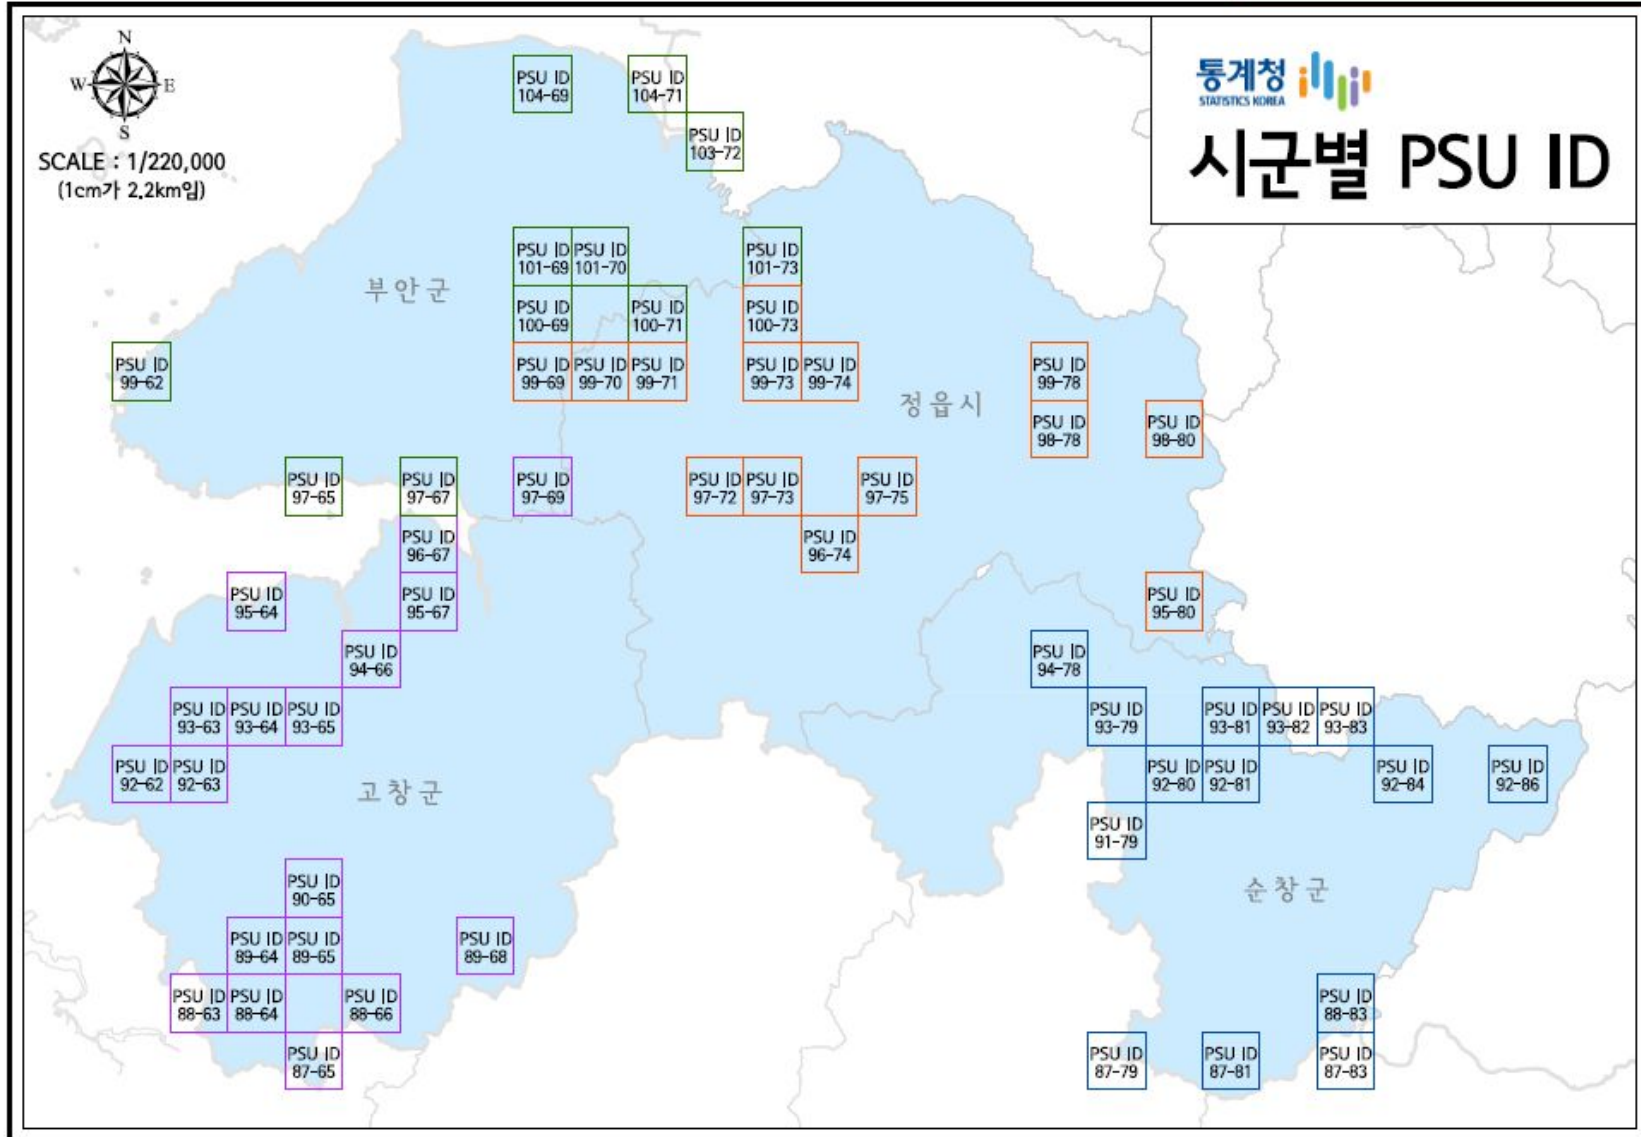 N
W
E
S
SCALE : 1/220,000
(1cm가 2.2km임)
통계청
STATISTICS KOREA
시군별 PSU ID
PSU ID
104-69
PSU ID
104-71
PSU ID
103-72
PSU ID
101-69
PSU ID
101-70
PSU ID
101-73
부안군
PSU ID
100-69
PSU ID
100-71
PSU ID
100-73
PSU ID
99-62
PSU ID
99-69
PSU ID
99-70
PSU ID
99-71
PSU ID
99-73
PSU ID
99-74
PSU ID
99-78
정읍시
PSU ID
98-78
PSU ID
98-80
PSU ID
97-65
PSU ID
97-67
PSU ID
97-69
PSU ID
97-72
PSU ID
97-73
PSU ID
97-75
PSU ID
96-67
PSU ID
96-74
PSU ID
95-64
PSU ID
95-67
PSU ID
95-80
PSU ID
94-66
PSU ID
94-78
PSU ID
93-63
PSU ID
93-64
PSU ID
93-65
PSU ID
93-79
PSU ID
93-81
PSU ID
93-82
PSU ID
93-83
PSU ID
92-62
PSU ID
92-63
고창군
PSU ID
92-80
PSU ID
92-81
PSU ID
92-84
PSU ID
92-86
PSU ID
91-79
PSU ID
90-65
순창군
PSU ID
89-64
PSU ID
89-65
PSU ID
89-68
PSU ID
88-63
PSU ID
88-64
PSU ID
88-66
PSU ID
88-83
PSU ID
87-65
PSU ID
87-79
PSU ID
87-81
PSU ID
87-83